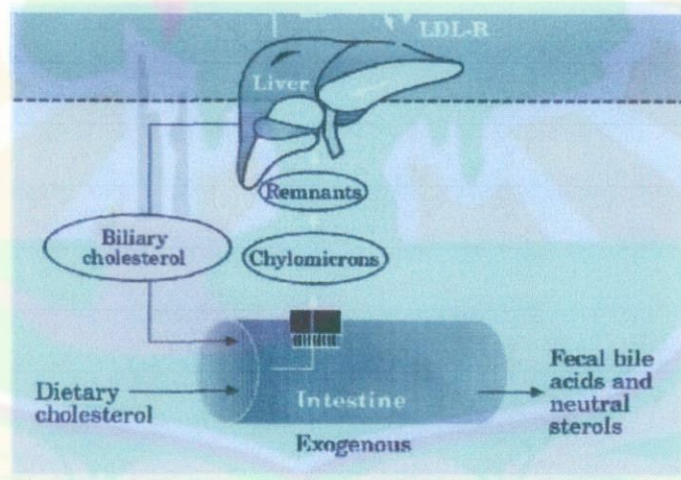 LDL-R
Liver
Remnants
Biliary
cholesterol
Chylomicrons
Dietary
cholesterol
Intestine
Fecal bile
acids and
neutral
sterols
Exogenous